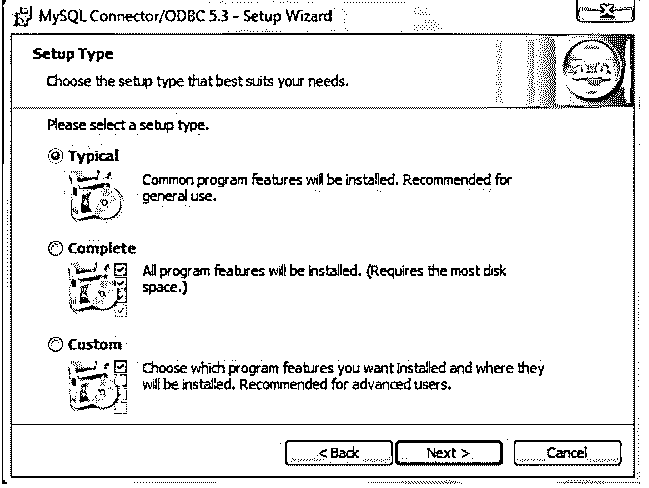 MySQL Connector/ODBC 5.3 - Setup Wizard
Setup Type
Choose the setup type that best suits your needs.
Please select a setup type.
Typical
Common program features will be installed. Recommended for
general use.
Complete
All program features will be installed. (Requires the most disk
space.)
Custom
Choose which program features you want installed and where they
will be installed. Recommended for advanced users.
< Back
Next >
Cancel